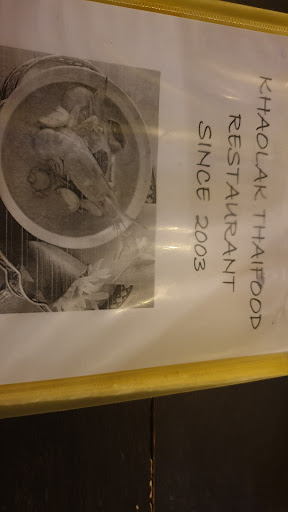 KHAOLAK THAIFOOD
RESTAURANT
SINCE 2003